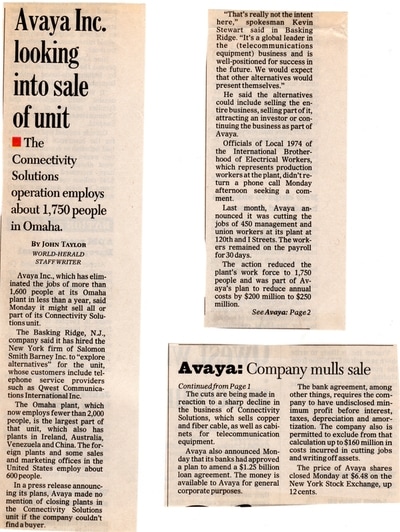 Avaya Inc.
looking
into sale
of unit
■ The
Connectivity
Solutions
operation employs
about 1,750 people
in Omaha.
BY JOHN TAYLOR
WORLD-HERALD
STAFF WRITER
Avaya Inc., which has elim-
inated the jobs of more than
1,600 people at its Omaha
plant in less than a year, said
Monday it might sell all or
part of its Connectivity Solu-
tions unit.
The Basking Ridge, N.J.,
company said it has hired the
New York firm of Salomon
Smith Barney Inc. to "explore
alternatives" for the unit,
whose customers include tel-
ephone service providers
such as Qwest Communica-
tions International Inc.
The Omaha plant, which
now employs fewer than 2,000
people, is the largest part of
that unit, which also has
plants in Ireland, Australia,
Venezuela and China. The for-
eign plants and some sales
and marketing offices in the
United States employ about
600 people.
In a press release announc-
ing its plans, Avaya made no
mention of closing plants in
the Connectivity Solutions
unit if the company couldn't
find a buyer.
"That's really not the intent
here," spokesman Kevin
Stewart said in Basking
Ridge. "It's a global leader in
the (telecommunications
equipment) business and is
well-positioned for success in
the future. We would expect
that other alternatives would
present themselves."
He said the alternatives
could include selling the en-
tire business, selling part of it,
attracting an investor or con-
tinuing the business as part of
Avaya.
Officials of Local 1974 of
the International Brother-
hood of Electrical Workers,
which represents production
workers at the plant, didn't re-
turn a phone call Monday
afternoon seeking a com-
ment.
Last month, Avaya an-
nounced it was cutting the
jobs of 450 management and
union workers at its plant at
120th and I Streets. The work-
ers remained on the payroll
for 30 days.
The action reduced the
plant's work force to 1,750
people and was part of Av-
aya's plan to reduce annual
costs by $200 million to $250
million.
See Avaya: Page 2
Avaya: Company mulls sale
Continued from Page 1
The cuts are being made in
reaction to a sharp decline in
the business of Connectivity
Solutions, which sells copper
and fiber cable, as well as cabi-
nets for telecommunication
equipment.
Avaya also announced Mon-
day that its banks had approved
a plan to amend a $1.25 billion
loan agreement. The money is
available to Avaya for general
corporate purposes.
The bank agreement, among
other things, requires the com-
pany to have undisclosed min-
imum profit before interest,
taxes, depreciation and amor-
tization. The company also is
permitted to exclude from that
calculation up to $160 million in
costs incurred in cutting jobs
and writing off assets.
The price of Avaya shares
closed Monday at $6.48 on the
New York Stock Exchange, up
12 cents.